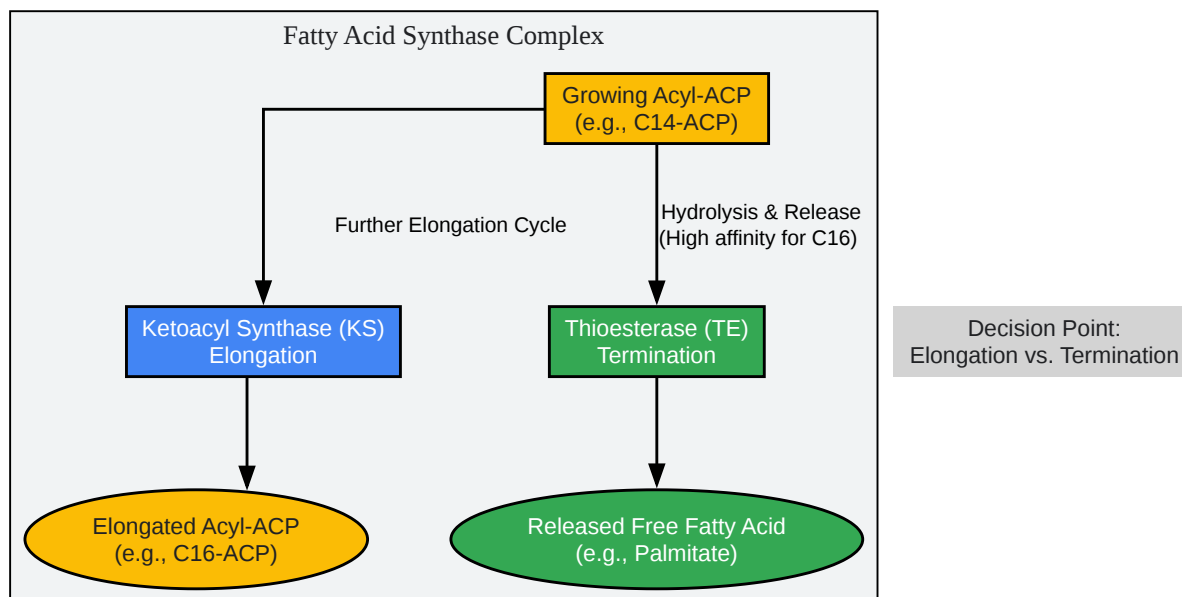 Fatty Acid Synthase Complex
Growing Acyl-ACP
(e.g., C14-ACP)
Further Elongation Cycle
Hydrolysis & Release
(High affinity for C16)
Ketoacyl Synthase (KS)
Elongation
Thioesterase (TE)
Termination
Decision Point:
Elongation vs. Termination
Elongated Acyl-ACP
(e.g., C16-ACP)
Released Free Fatty Acid
(e.g., Palmitate)